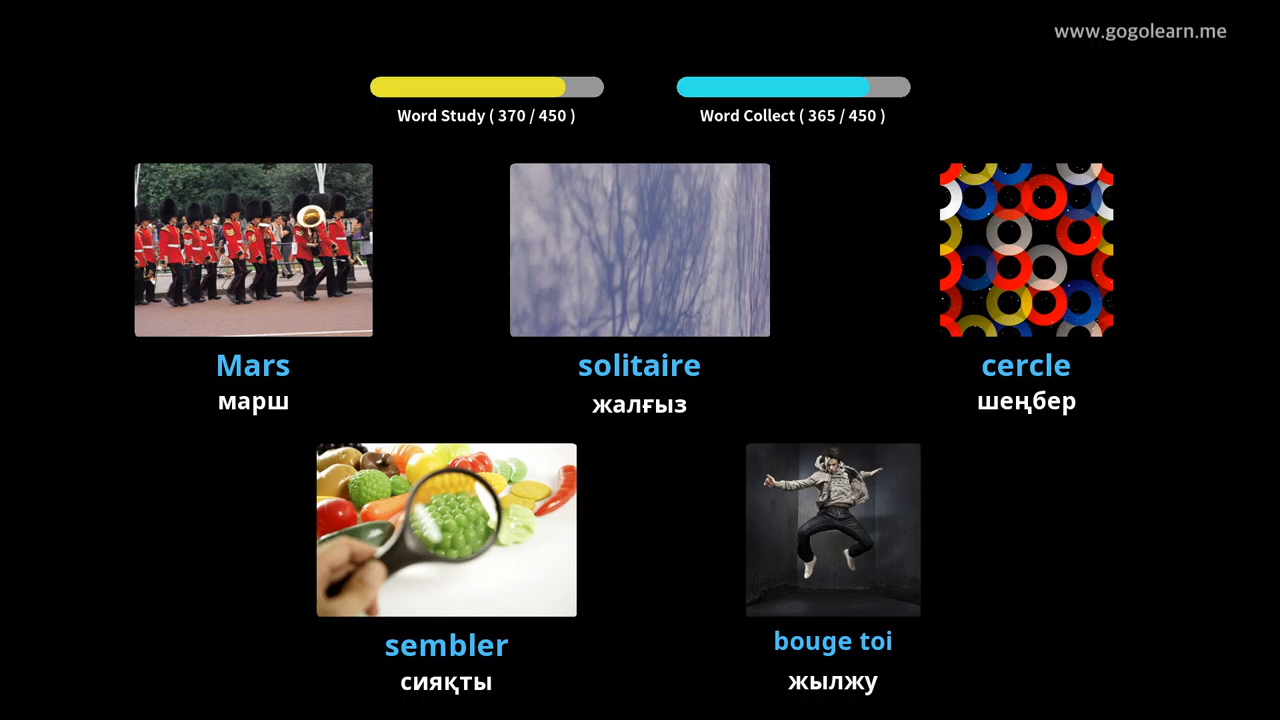 www.gogolearn.me
Word Study ( 370 / 450 )
Word Collect ( 365 / 450 )
Mars
марш
solitaire
жалғыз
cercle
шеңбер
sembler
сияқты
bouge toi
жылжу